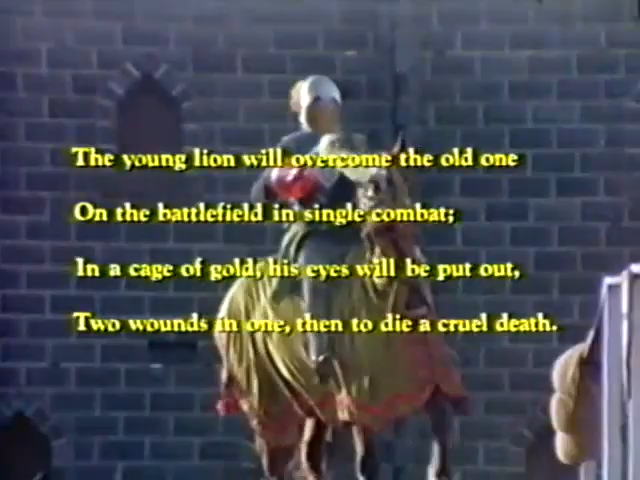 The young lion will overcome the old one
On the battlefield in single combat;
In a cage of gold, his eyes will be put out,
Two wounds in one, then to die a cruel death.